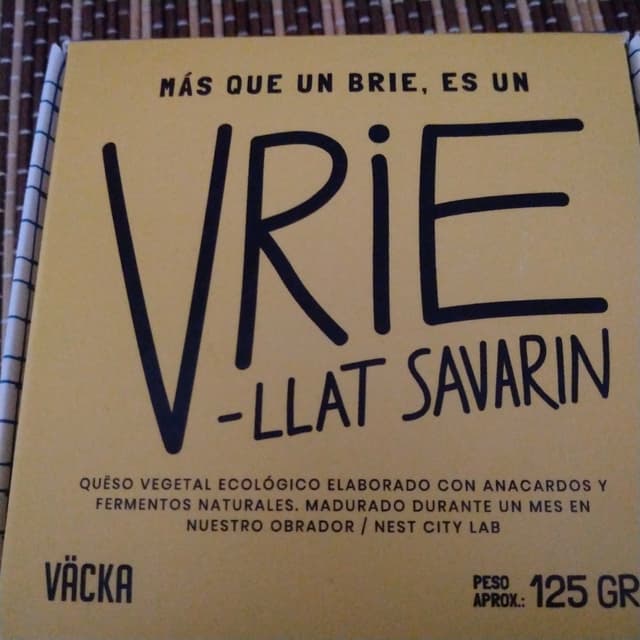 MÁS QUE UN BRIE, ES UN
VRiE
-LLAT SAVARIN
QUËSO VEGETAL ECOLÓGICO ELABORADO CON ANACARDOS Y
FERMENTOS NATURALES. MADURADO DURANTE UN MES EN
NUESTRO OBRADOR / NEST CITY LAB
VÄCKA
PESO
APROX.: 125 GR